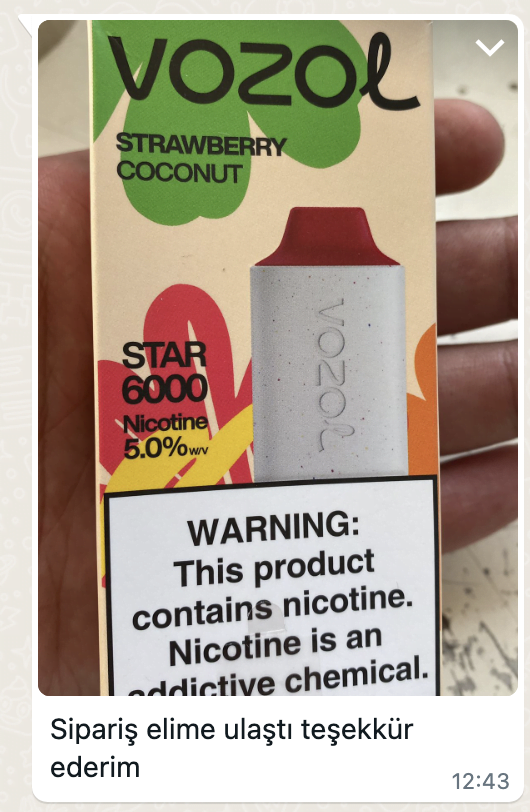 VOZOL
STRAWBERRY
COCONUT
VOZOL
STAR
6000
Nicotine
5.0% w/v
WARNING:
This product
contains nicotine.
Nicotine is an
addictive chemical.
Sipariş elime ulaştı teşekkür
ederim
12:43